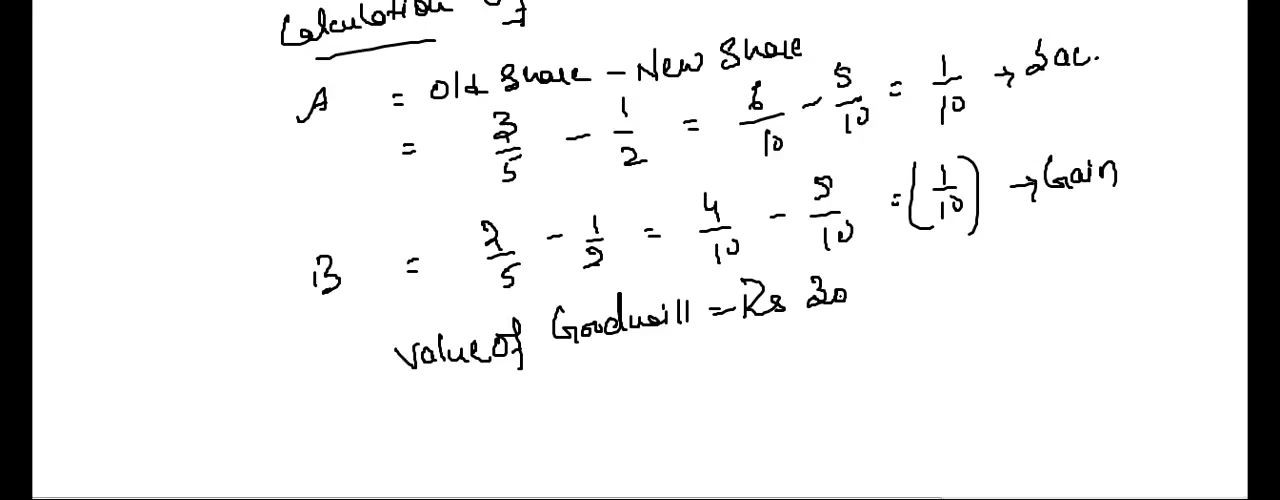 Calculation of
A = Old Share - New Share
= 3/5 - 1/2 = 6/10 - 5/10 = 1/10 → Sac.
B = 2/5 - 1/2 = 4/10 - 5/10 = (1/10) → Gain
Value of Goodwill = Rs 30